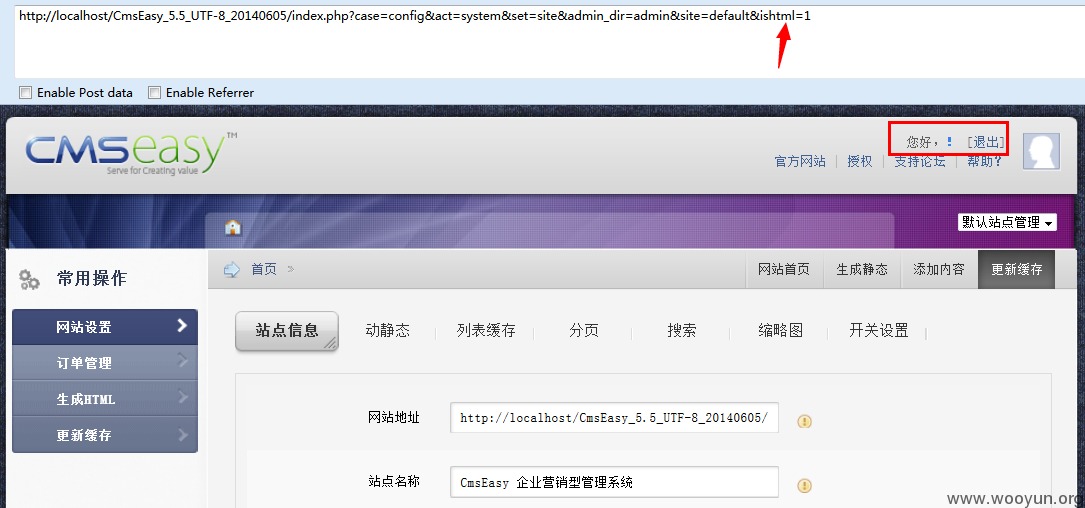 http://localhost/CmsEasy_5.5_UTF-8_20140605/index.php?case=config&act=system&set=site&admin_dir=admin&site=default&ishtml=1
Enable Post data Enable Referrer
CMSeasy™
Serve for Creating value
您好，! [退出]
官方网站 授权 支持论坛 帮助?
默认站点管理
常用操作
首页 »
网站首页 生成静态 添加内容 更新缓存
网站设置
订单管理
生成HTML
更新缓存
站点信息 动静态 列表缓存 分页 搜索 缩略图 开关设置
网站地址 http://localhost/CmsEasy_5.5_UTF-8_20140605/
站点名称 CmsEasy 企业营销型管理系统
www.wooyun.org